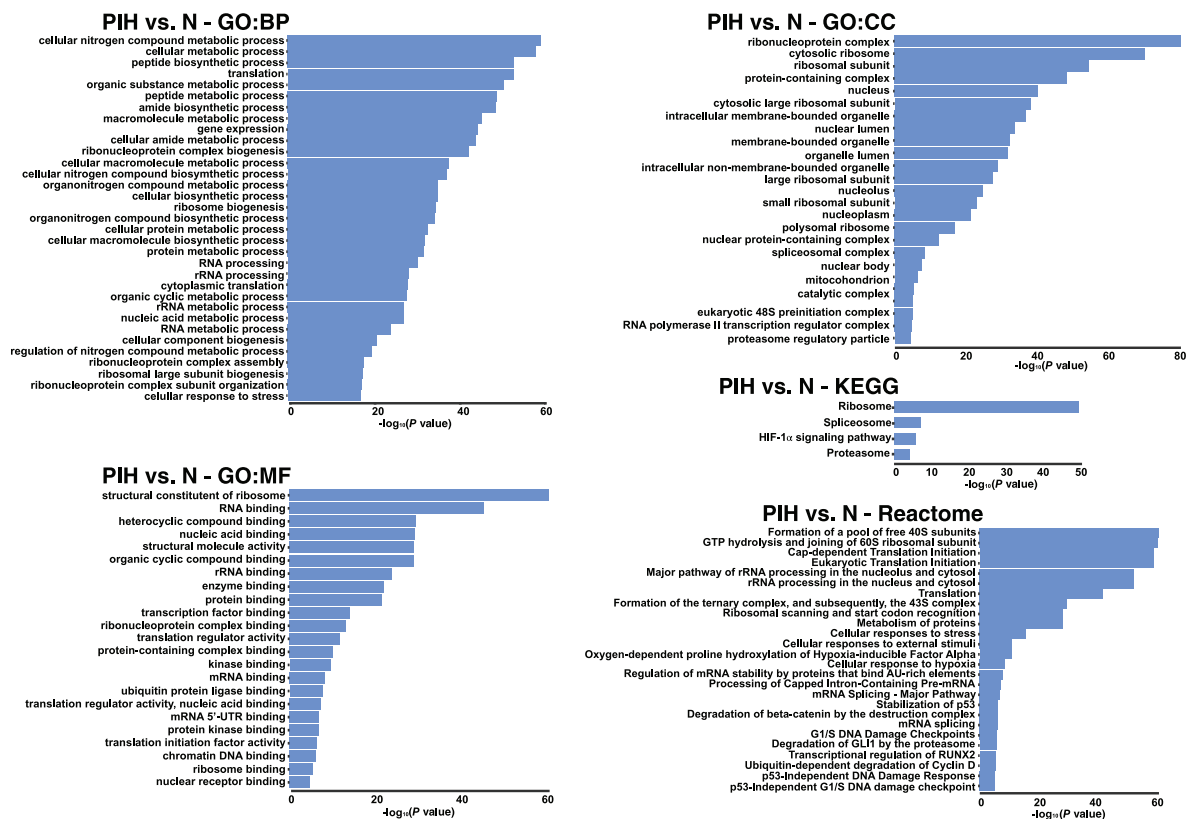 PIH vs. N - GO:BP
cellular nitrogen compound metabolic process
cellular metabolic process
peptide biosynthetic process
translation
organic substance metabolic process
peptide metabolic process
amide biosynthetic process
macromolecule metabolic process
gene expression
cellular amide metabolic process
ribonucleoprotein complex biogenesis
cellular macromolecule metabolic process
cellular nitrogen compound biosynthetic process
organonitrogen compound metabolic process
cellular biosynthetic process
ribosome biogenesis
organonitrogen compound biosynthetic process
cellular protein metabolic process
cellular macromolecule biosynthetic process
protein metabolic process
RNA processing
rRNA processing
cytoplasmic translation
organic cyclic metabolic process
rRNA metabolic process
nucleic acid metabolic process
RNA metabolic process
cellular component biogenesis
regulation of nitrogen compound metabolic process
ribonucleoprotein complex assembly
ribosomal large subunit biogenesis
ribonucleoprotein complex subunit organization
celullar response to stress
0 20 40 60
-log₁₀(P value)
PIH vs. N - GO:CC
ribonucleoprotein complex
cytosolic ribosome
ribosomal subunit
protein-containing complex
nucleus
cytosolic large ribosomal subunit
intracellular membrane-bounded organelle
nuclear lumen
membrane-bounded organelle
organelle lumen
intracellular non-membrane-bounded organelle
large ribosomal subunit
nucleolus
small ribosomal subunit
nucleoplasm
polysomal ribosome
nuclear protein-containing complex
spliceosomal complex
nuclear body
mitocohondrion
catalytic complex
eukaryotic 48S preinitiation complex
RNA polymerase II transcription regulator complex
proteasome regulatory particle
0 20 40 60 80
-log₁₀(P value)
PIH vs. N - KEGG
Ribosome
Spliceosome
HIF-1α signaling pathway
Proteasome
0 10 20 30 40 50
-log₁₀(P value)
PIH vs. N - GO:MF
structural constitutent of ribosome
RNA binding
heterocyclic compound binding
nucleic acid binding
structural molecule activity
organic cyclic compound binding
rRNA binding
enzyme binding
protein binding
transcription factor binding
ribonucleoprotein complex binding
translation regulator activity
protein-containing complex binding
kinase binding
mRNA binding
ubiquitin protein ligase binding
translation regulator activity, nucleic acid binding
mRNA 5'-UTR binding
protein kinase binding
translation initiation factor activity
chromatin DNA binding
ribosome binding
nuclear receptor binding
0 20 40 60
-log₁₀(P value)
PIH vs. N - Reactome
Formation of a pool of free 40S subunits
GTP hydrolysis and joining of 60S ribosomal subunit
Cap-dependent Translation Initiation
Eukaryotic Translation Initiation
Major pathway of rRNA processing in the nucleolus and cytosol
rRNA processing in the nucleus and cytosol
Translation
Formation of the ternary complex, and subsequently, the 43S complex
Ribosomal scanning and start codon recognition
Metabolism of proteins
Cellular responses to stress
Cellular responses to external stimuli
Oxygen-dependent proline hydroxylation of Hypoxia-inducible Factor Alpha
Cellular response to hypoxia
Regulation of mRNA stability by proteins that bind AU-rich elements
Processing of Capped Intron-Containing Pre-mRNA
mRNA Splicing - Major Pathway
Stabilization of p53
Degradation of beta-catenin by the destruction complex
mRNA splicing
G1/S DNA Damage Checkpoints
Degradation of GLI1 by the proteasome
Transcriptional regulation of RUNX2
Ubiquitin-dependent degradation of Cyclin D
p53-Independent DNA Damage Response
p53-Independent G1/S DNA damage checkpoint
0 20 40 60
-log₁₀(P value)